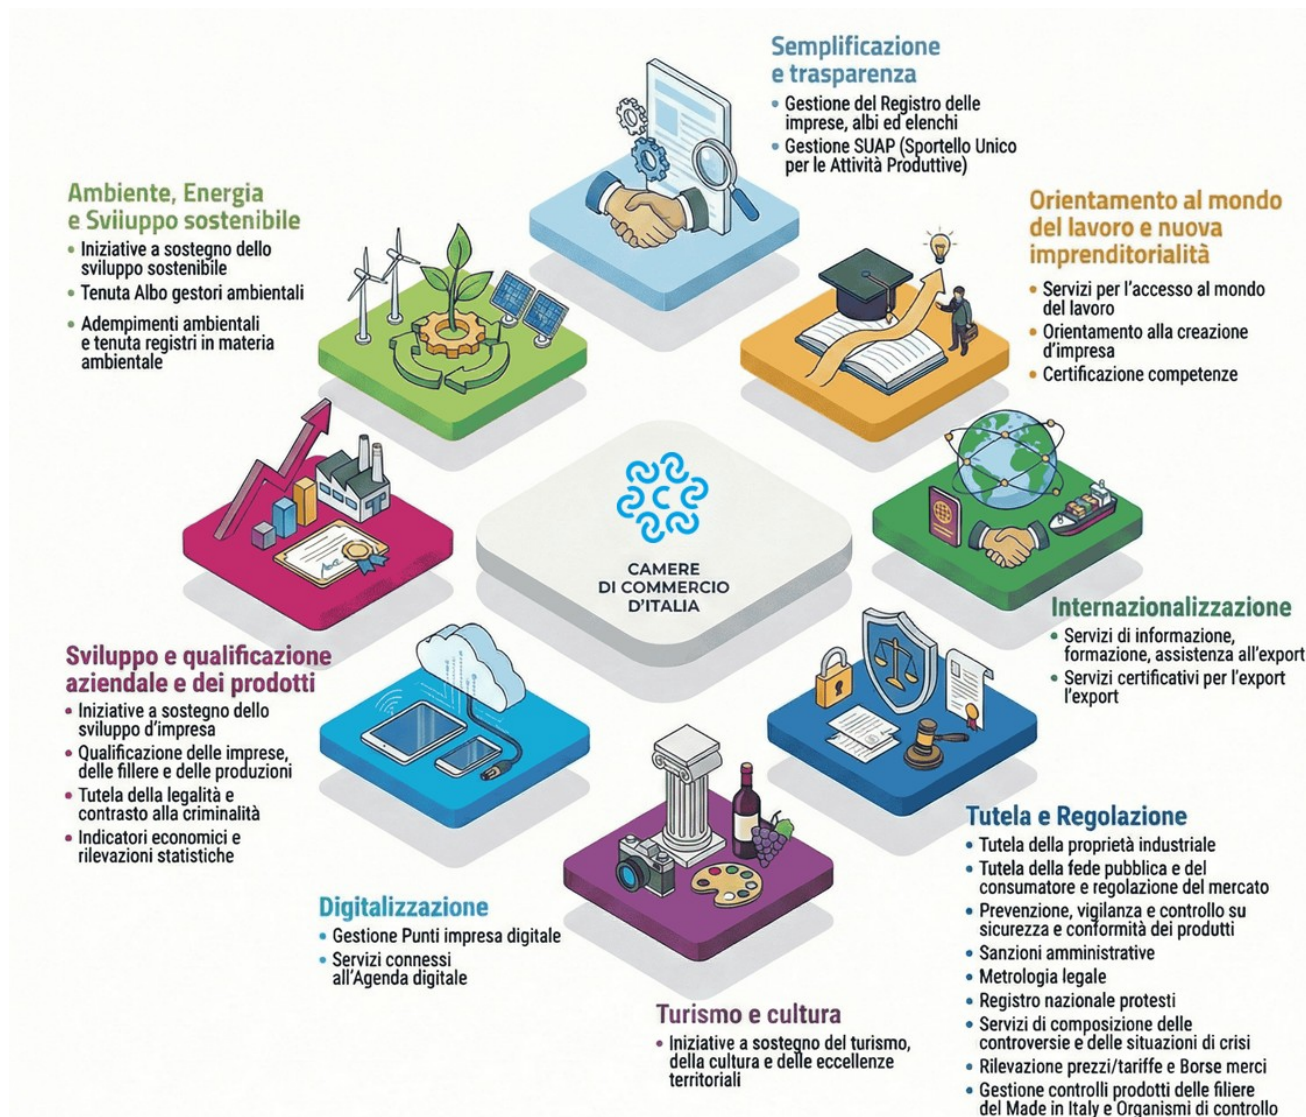 Semplificazione
e trasparenza
• Gestione del Registro delle
imprese, albi ed elenchi
• Gestione SUAP (Sportello Unico
per le Attività Produttive)
Ambiente, Energia
e Sviluppo sostenibile
• Iniziative a sostegno dello
sviluppo sostenibile
• Tenuta Albo gestori ambientali
• Adempimenti ambientali
e tenuta registri in materia
ambientale
Orientamento al mondo
del lavoro e nuova
imprenditorialità
• Servizi per l'accesso al mondo
del lavoro
• Orientamento alla creazione
d'impresa
• Certificazione competenze
C
CAMERE
DI COMMERCIO
D'ITALIA
Internazionalizzazione
• Servizi di informazione,
formazione, assistenza all'export
• Servizi certificativi per l'export
l'export
Sviluppo e qualificazione
aziendale e dei prodotti
• Iniziative a sostegno dello
sviluppo d'impresa
• Qualificazione delle imprese,
delle fillere e delle produzioni
• Tutela della legalità e
contrasto alla criminalità
• Indicatori economici e
rilevazioni statistiche
Digitalizzazione
• Gestione Punti impresa digitale
• Servizi connessi
all'Agenda digitale
Turismo e cultura
• Iniziative a sostegno del turismo,
della cultura e delle eccellenze
territoriali
Tutela e Regolazione
• Tutela della proprietà industriale
• Tutela della fede pubblica e del
consumatore e regolazione del mercato
• Prevenzione, vigilanza e controllo su
sicurezza e conformità dei produtti
• Sanzioni amministrative
• Metrologia legale
• Registro nazionale protesti
• Servizi di composizione delle
controversie e delle situazioni di crisi
• Rilevazione prezzi/tariffe e Borse merci
• Gestione controlli prodotti delle filiere
del Made in Italy e Organismi di controllo